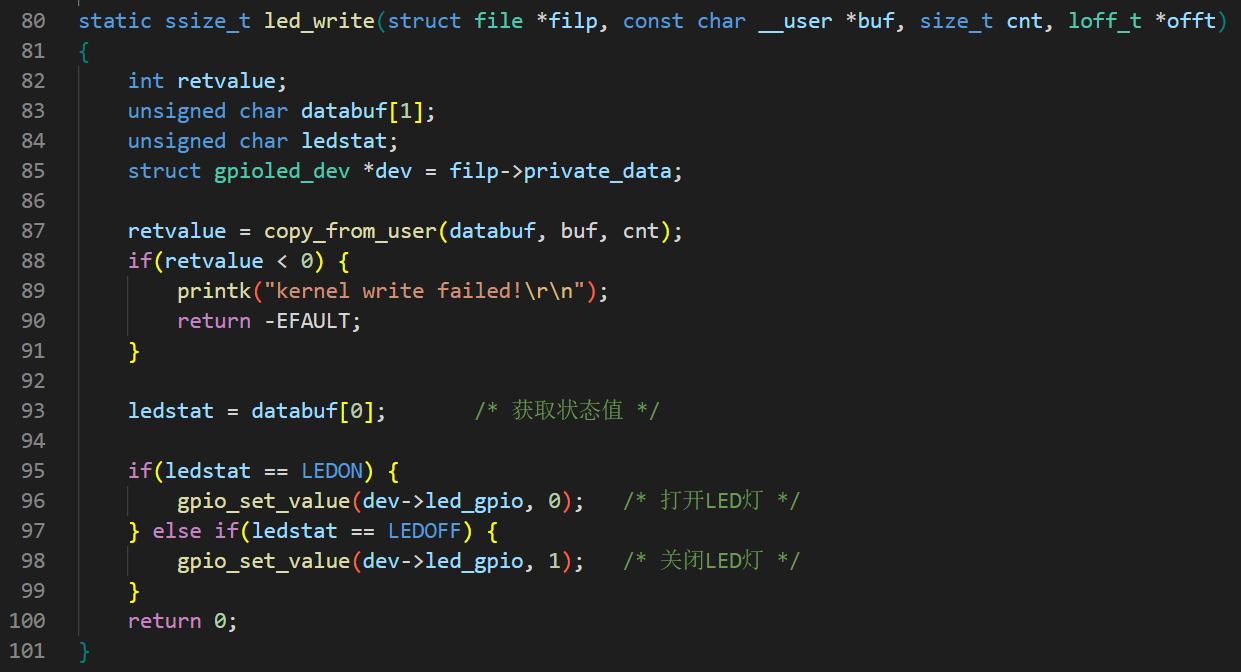 80 static ssize_t led_write(struct file *filp, const char __user *buf, size_t cnt, loff_t *offt)
81 {
82     int retvalue;
83     unsigned char databuf[1];
84     unsigned char ledstat;
85     struct gpioled_dev *dev = filp->private_data;
86
87     retvalue = copy_from_user(databuf, buf, cnt);
88     if(retvalue < 0) {
89         printk("kernel write failed!\r\n");
90         return -EFAULT;
91     }
92
93     ledstat = databuf[0];       /* 获取状态值 */
94
95     if(ledstat == LEDON) {
96         gpio_set_value(dev->led_gpio, 0);   /* 打开LED灯 */
97     } else if(ledstat == LEDOFF) {
98         gpio_set_value(dev->led_gpio, 1);   /* 关闭LED灯 */
99     }
100     return 0;
101 }